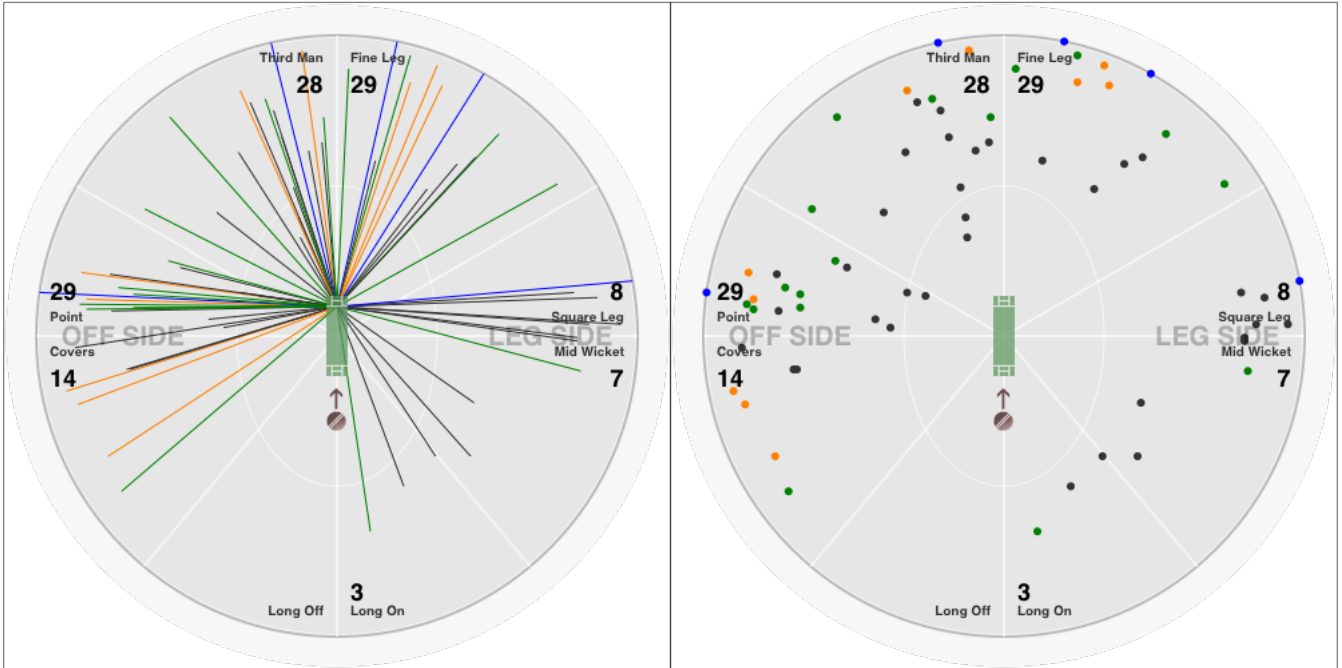 Third Man Fine Leg
28 29
29 8
Point Square Leg
OFF SIDE LEG SIDE
Covers Mid Wicket
14 7
3
Long Off Long On
Third Man Fine Leg
28 29
29 8
Point Square Leg
OFF SIDE LEG SIDE
Covers Mid Wicket
14 7
3
Long Off Long On